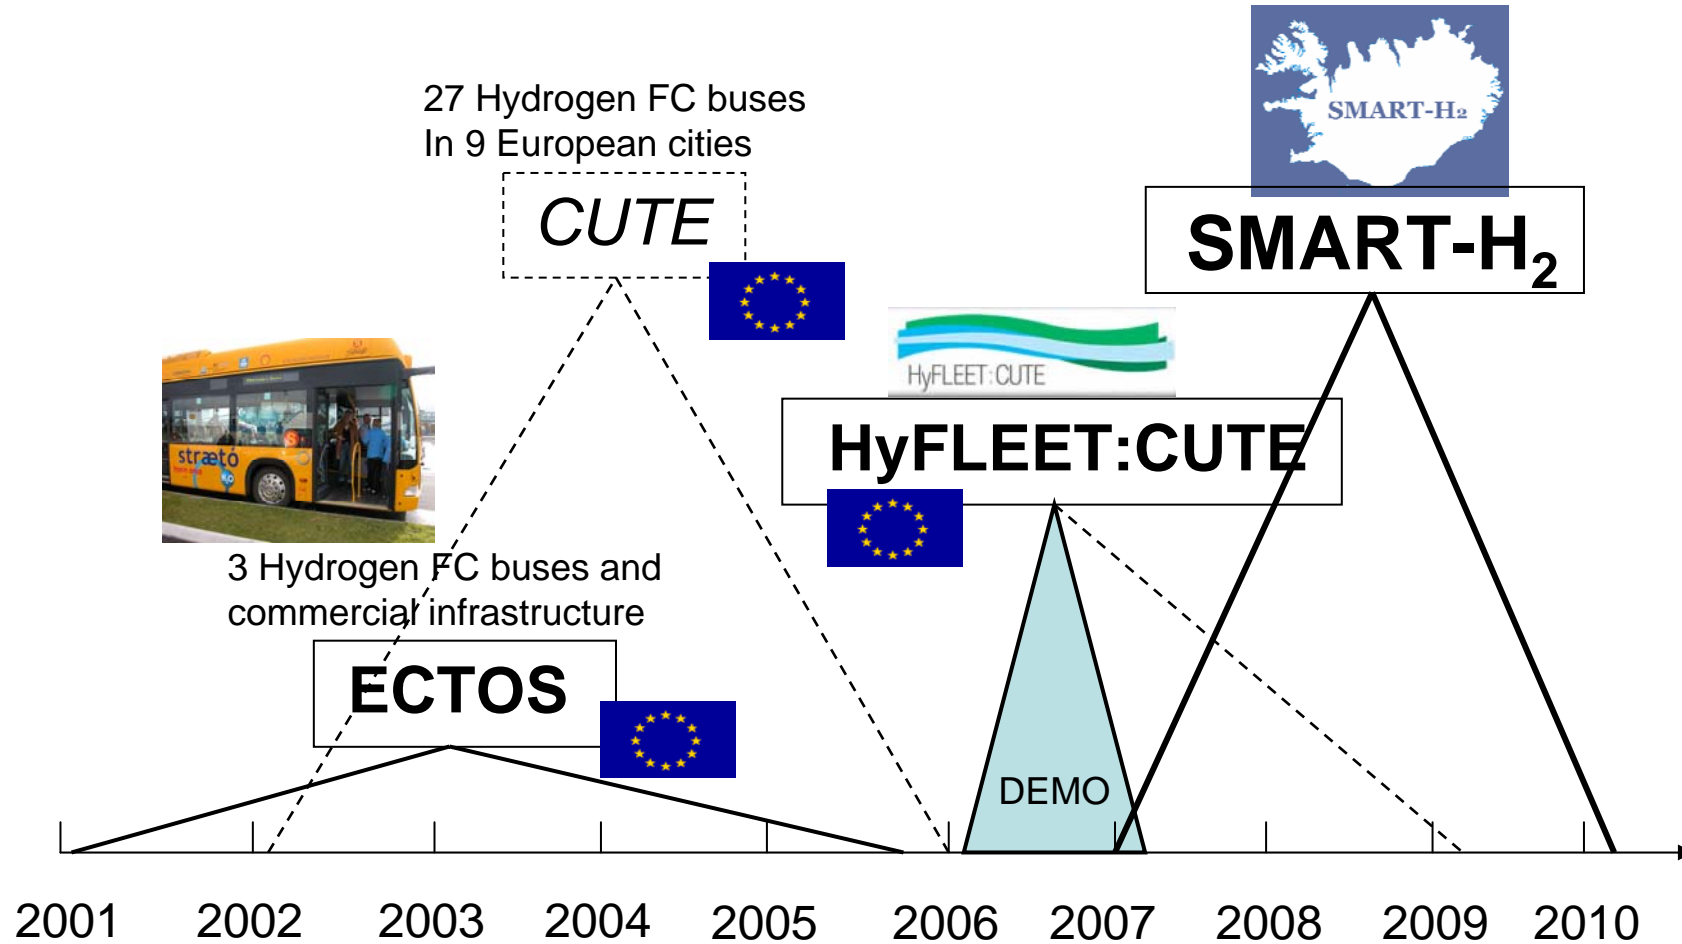 SMART-H2
27 Hydrogen FC buses
In 9 European cities
CUTE
SMART-H₂
HyFLEET:CUTE
HyFLEET:CUTE
strætó
3 Hydrogen FC buses and
commercial infrastructure
ECTOS
DEMO
2001 2002 2003 2004 2005 2006 2007 2008 2009 2010